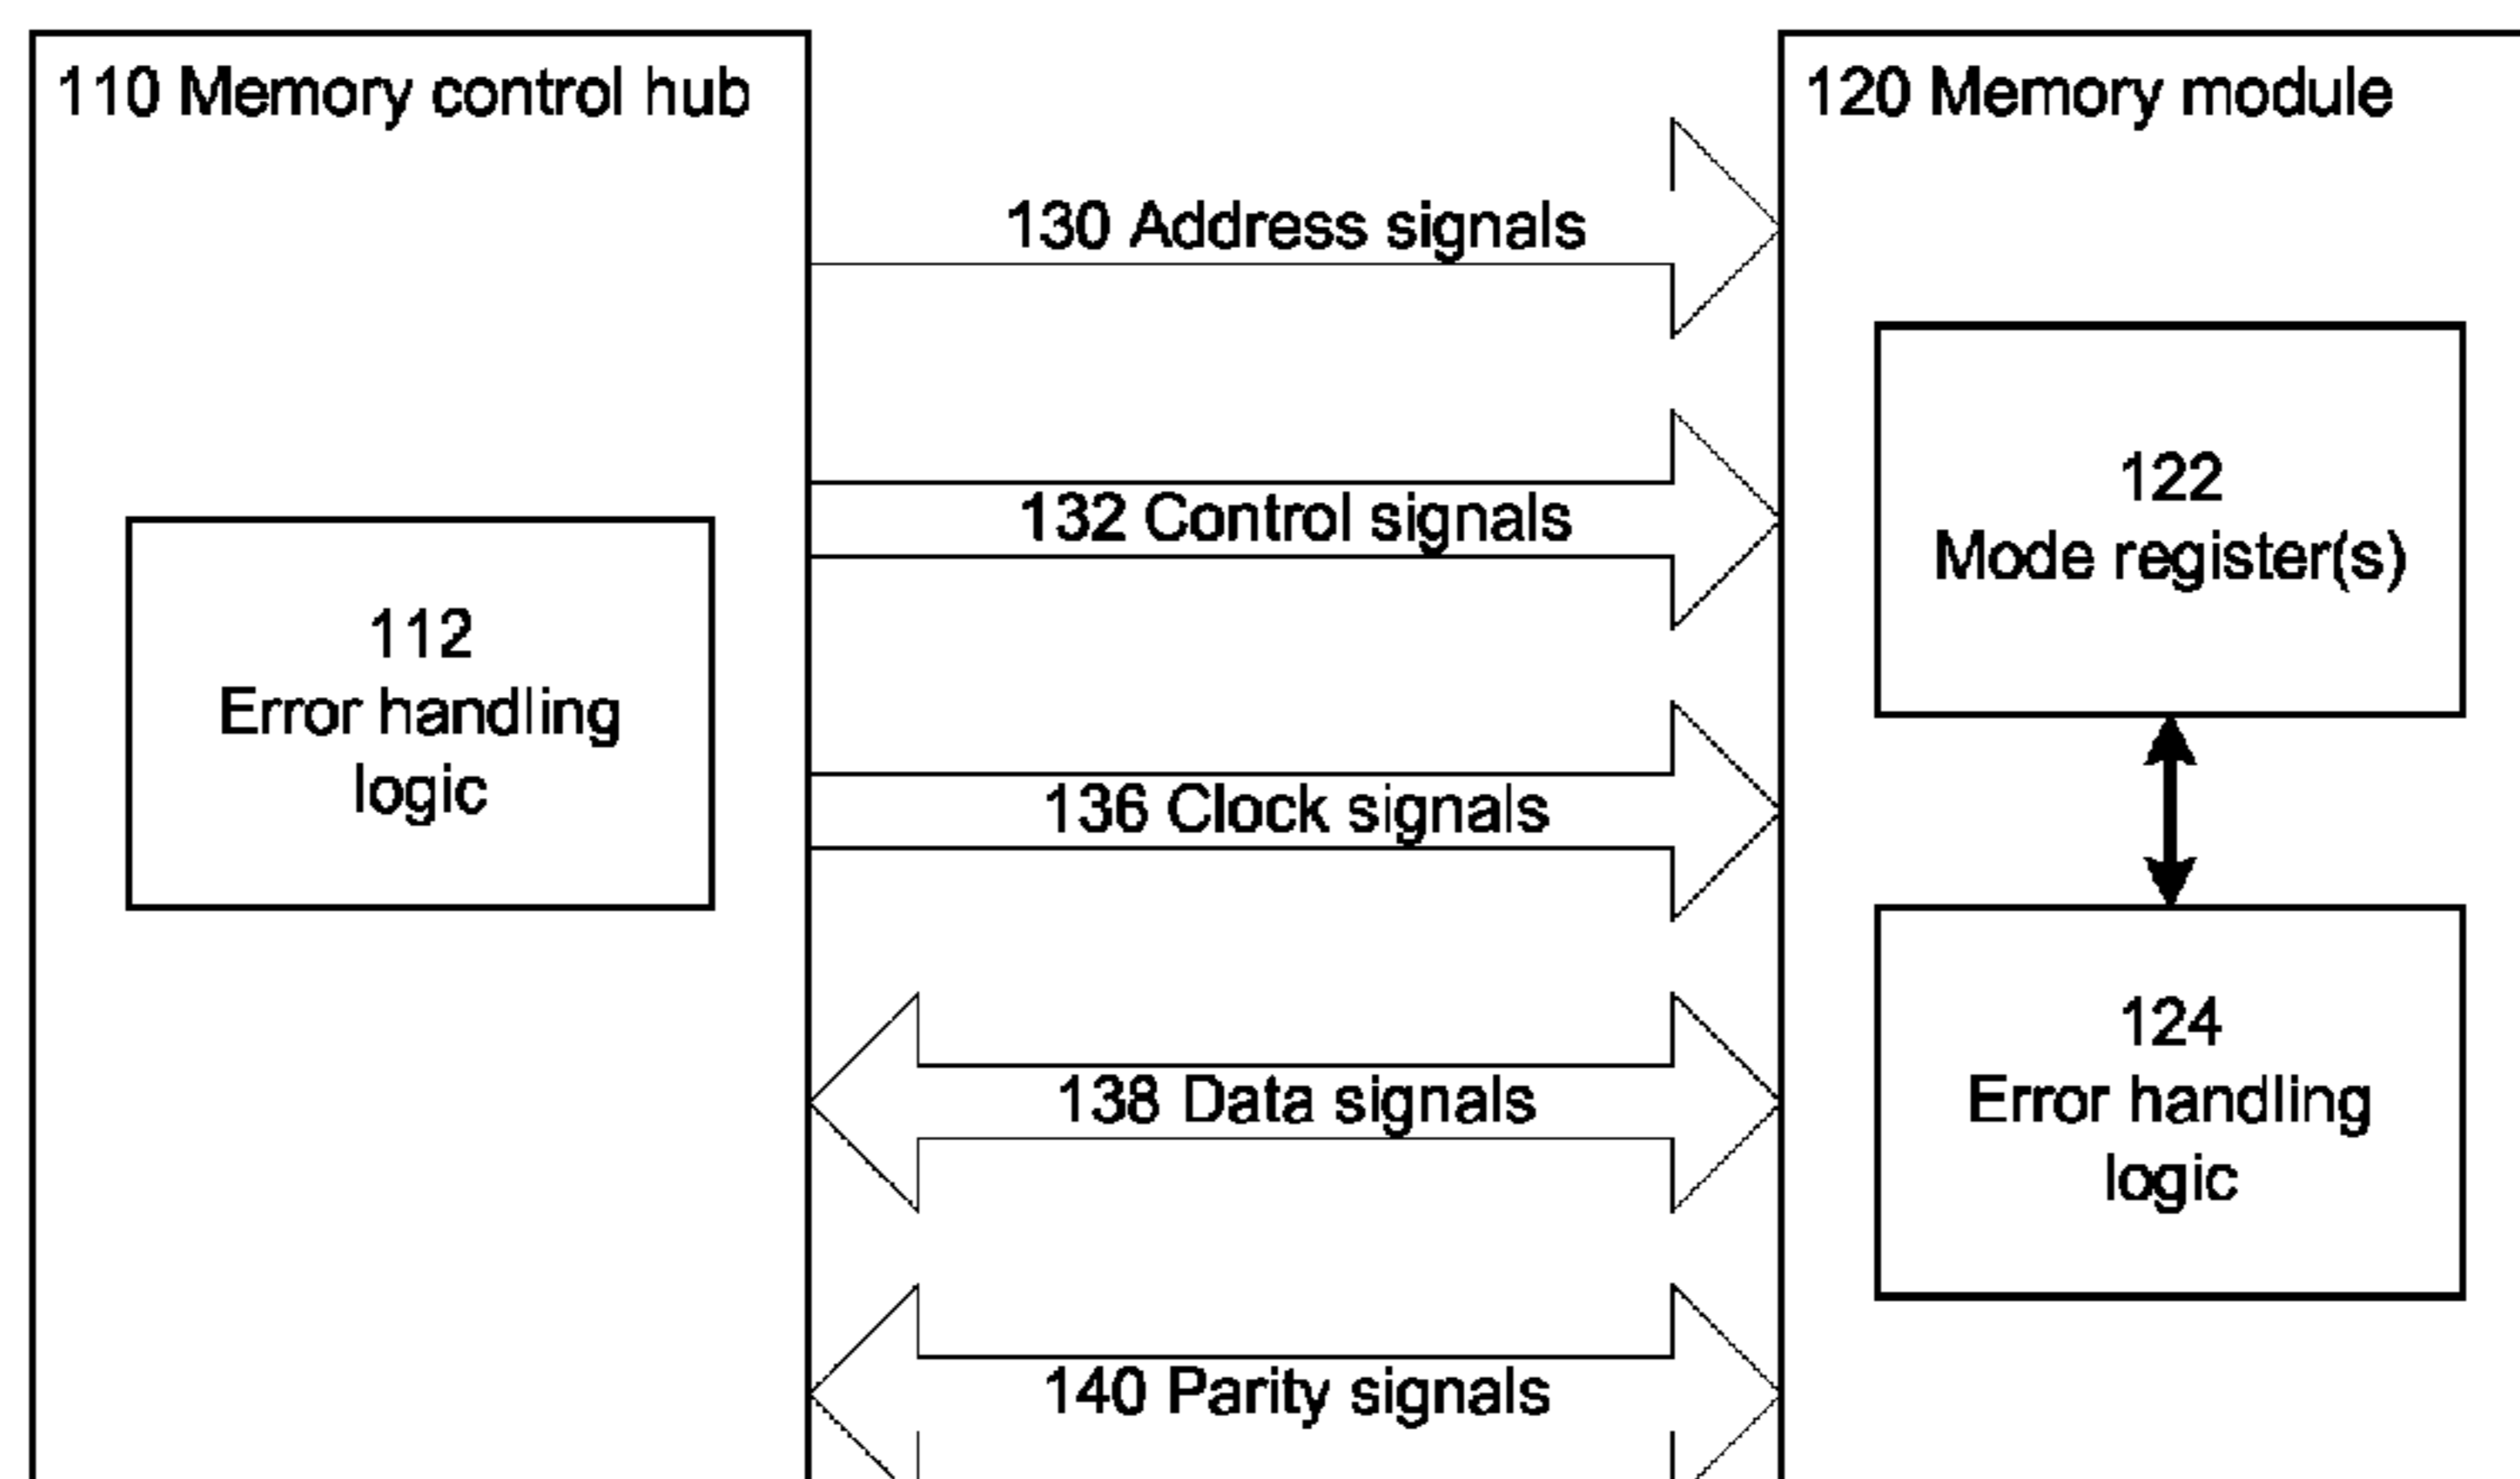 110 Memory control hub
112
Error handling
logic
130 Address signals
132 Control signals
136 Clock signals
138 Data signals
140 Parity signals
120 Memory module
122
Mode register(s)
124
Error handling
logic